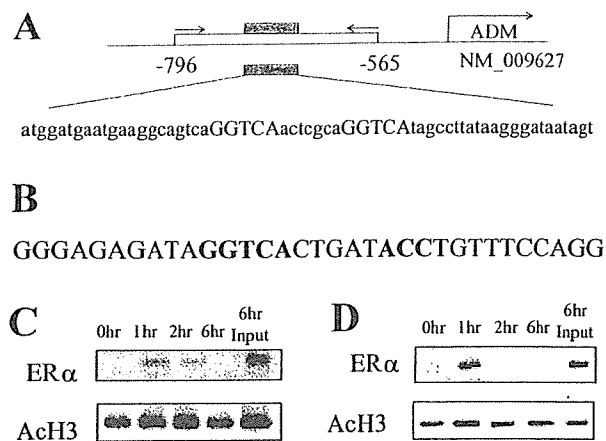 A
ADM
-796
-565
NM_009627
atggatgaatgaaggcagtcaGGTCAactcgcaGGTCAtagccttataagggataatagt
B
GGGAGAGATAGGTCACTGATACCTGTTTCCAGG
C
0hr 1hr 2hr 6hr 6hr Input
ERα
AcH3
D
0hr 1hr 2hr 6hr 6hr Input
ERα
AcH3